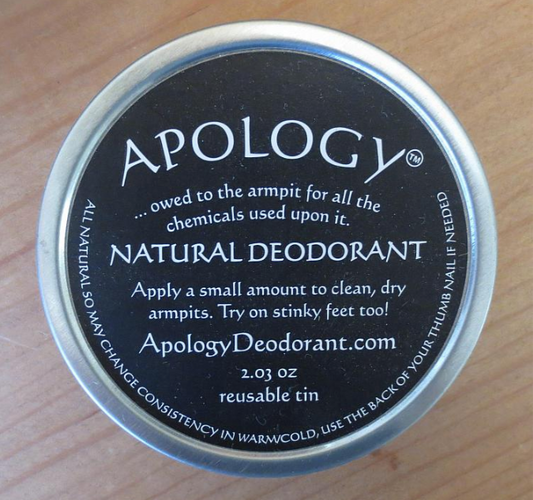 APOLOGY™
... owed to the armpit for all the
chemicals used upon it.
NATURAL DEODORANT
Apply a small amount to clean, dry
armpits. Try on stinky feet too!
ApologyDeodorant.com
2.03 oz
reusable tin
ALL NATURAL SO MAY CHANGE CONSISTENCY IN WARMCOLD, USE THE BACK OF YOUR THUMB NAIL IF NEEDED